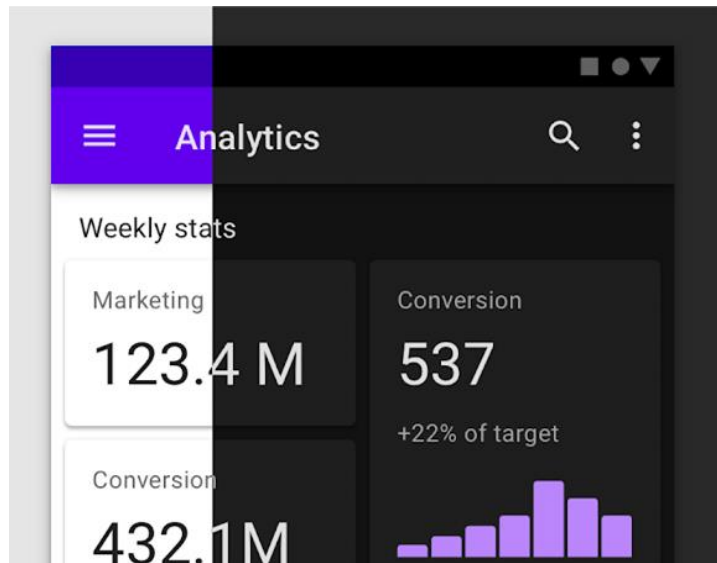 Analytics
Weekly stats
Marketing
123.4 M
Conversion
432.1M
Conversion
537
+22% of target